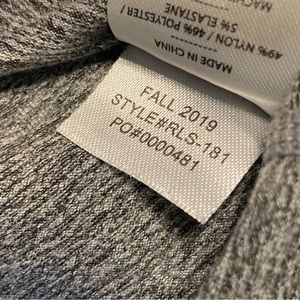 49% NYLON / 46% POLYESTER /
5% ELASTANE
MADE IN CHINA
FALL 2019
STYLE#RLS-181
PO#0000481